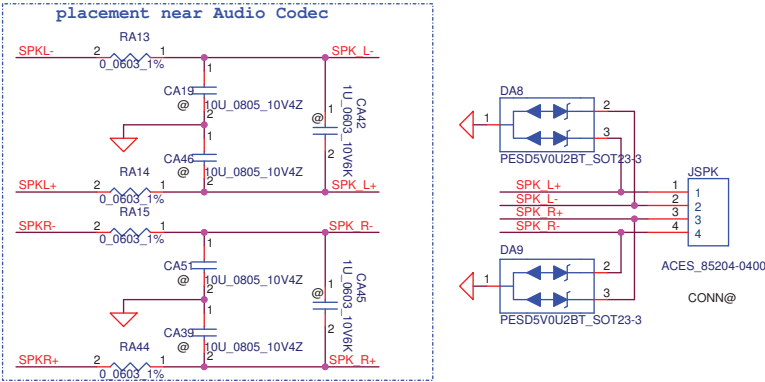 placement near Audio Codec
RA13
SPKL- 2 1 SPK_L-
0_0603_1%
1
CA19
@ 10U_0805_10V4Z
2
1
CA46
@ 10U_0805_10V4Z
2
@ 1
CA42
1U_0603_10V6K
2
RA14
SPKL+ 2 1 SPK_L+
0_0603_1%
RA15
SPKR- 2 1 SPK_R-
0_0603_1%
1
CA51
@ 10U_0805_10V4Z
2
1
CA39
@ 10U_0805_10V4Z
2
@ 1
CA45
1U_0603_10V6K
2
RA44
SPKR+ 2 1 SPK_R+
0_0603_1%
DA8
1 2
3
PESD5V0U2BT_SOT23-3
JSPK
SPK_L+ 1 1
SPK_L- 2 2
SPK_R+ 3 3
SPK_R- 4 4
ACES_85204-0400
CONN@
DA9
1 2
3
PESD5V0U2BT_SOT23-3